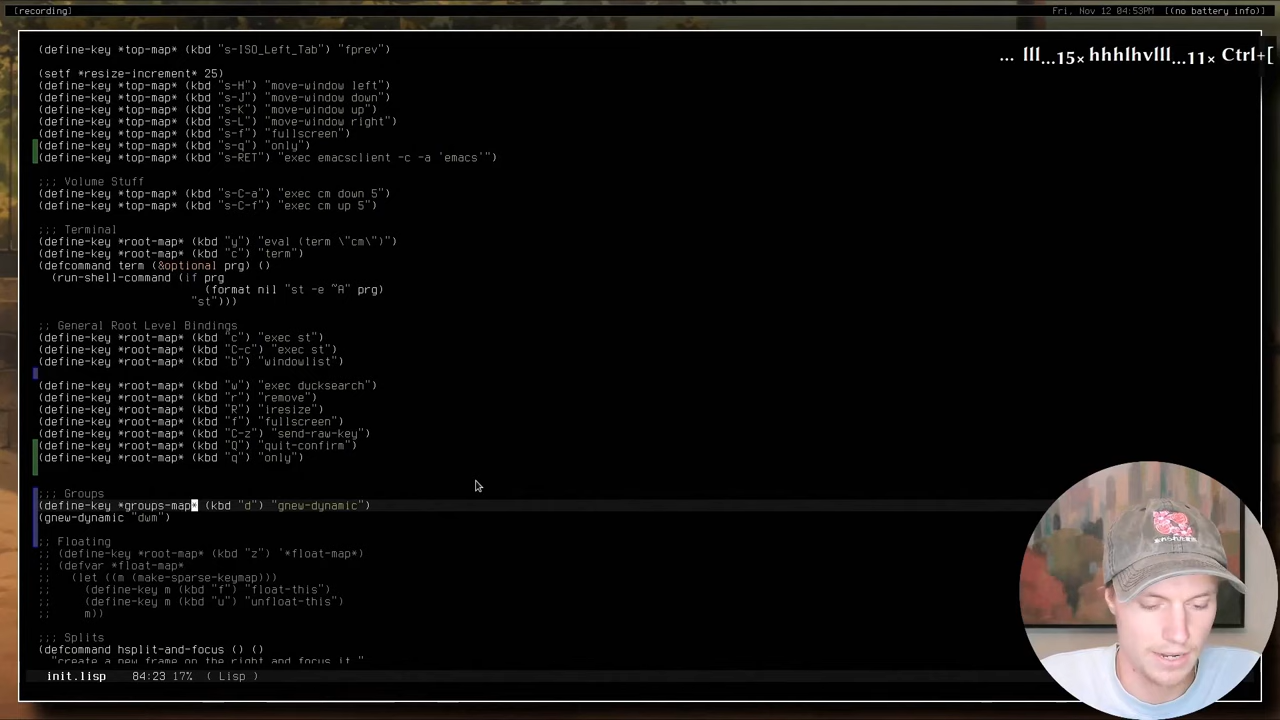 [recording]
Fri, Nov 12 04:53PM [(no battery info)]
... lll...15× hhhlhvlll...11× Ctrl+[
(define-key *top-map* (kbd "s-ISO_Left_Tab") "fprev")
(setf *resize-increment* 25)
(define-key *top-map* (kbd "s-H") "move-window left")
(define-key *top-map* (kbd "s-J") "move-window down")
(define-key *top-map* (kbd "s-K") "move-window up")
(define-key *top-map* (kbd "s-L") "move-window right")
(define-key *top-map* (kbd "s-f") "fullscreen")
(define-key *top-map* (kbd "s-q") "only")
(define-key *top-map* (kbd "s-RET") "exec emacsclient -c -a 'emacs'")
;;; Volume Stuff
(define-key *top-map* (kbd "s-C-a") "exec cm down 5")
(define-key *top-map* (kbd "s-C-f") "exec cm up 5")
;;; Terminal
(define-key *root-map* (kbd "y") "eval (term \"cm\")")
(define-key *root-map* (kbd "c") "term")
(defcommand term (&optional prg) ()
(run-shell-command (if prg
(format nil "st -e ~A" prg)
"st")))
;; General Root Level Bindings
(define-key *root-map* (kbd "c") "exec st")
(define-key *root-map* (kbd "C-c") "exec st")
(define-key *root-map* (kbd "b") "windowlist")
(define-key *root-map* (kbd "w") "exec ducksearch")
(define-key *root-map* (kbd "r") "remove")
(define-key *root-map* (kbd "R") "iresize")
(define-key *root-map* (kbd "f") "fullscreen")
(define-key *root-map* (kbd "C-z") "send-raw-key")
(define-key *root-map* (kbd "Q") "quit-confirm")
(define-key *root-map* (kbd "q") "only")
;;; Groups
(define-key *groups-map* (kbd "d") "gnew-dynamic")
(gnew-dynamic "dwm")
;; Floating
;; (define-key *root-map* (kbd "z") '*float-map*)
;; (defvar *float-map*
;; (let ((m (make-sparse-keymap)))
;; (define-key m (kbd "f") "float-this")
;; (define-key m (kbd "u") "unfloat-this")
;; m))
;;; Splits
(defcommand hsplit-and-focus () ()
"create a new frame on the right and focus it."
init.lisp 84:23 17% ( Lisp )